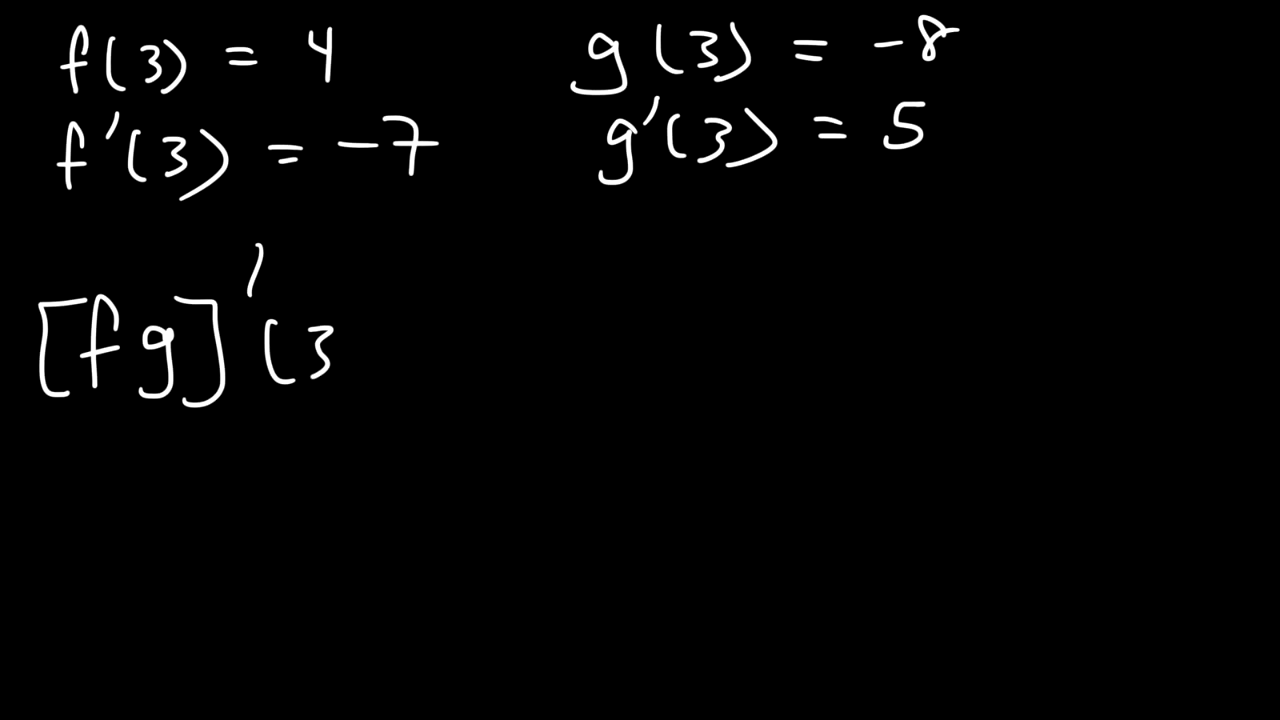 f(3) = 4 g(3) = -8
f'(3) = -7 g'(3) = 5
[fg]'(3